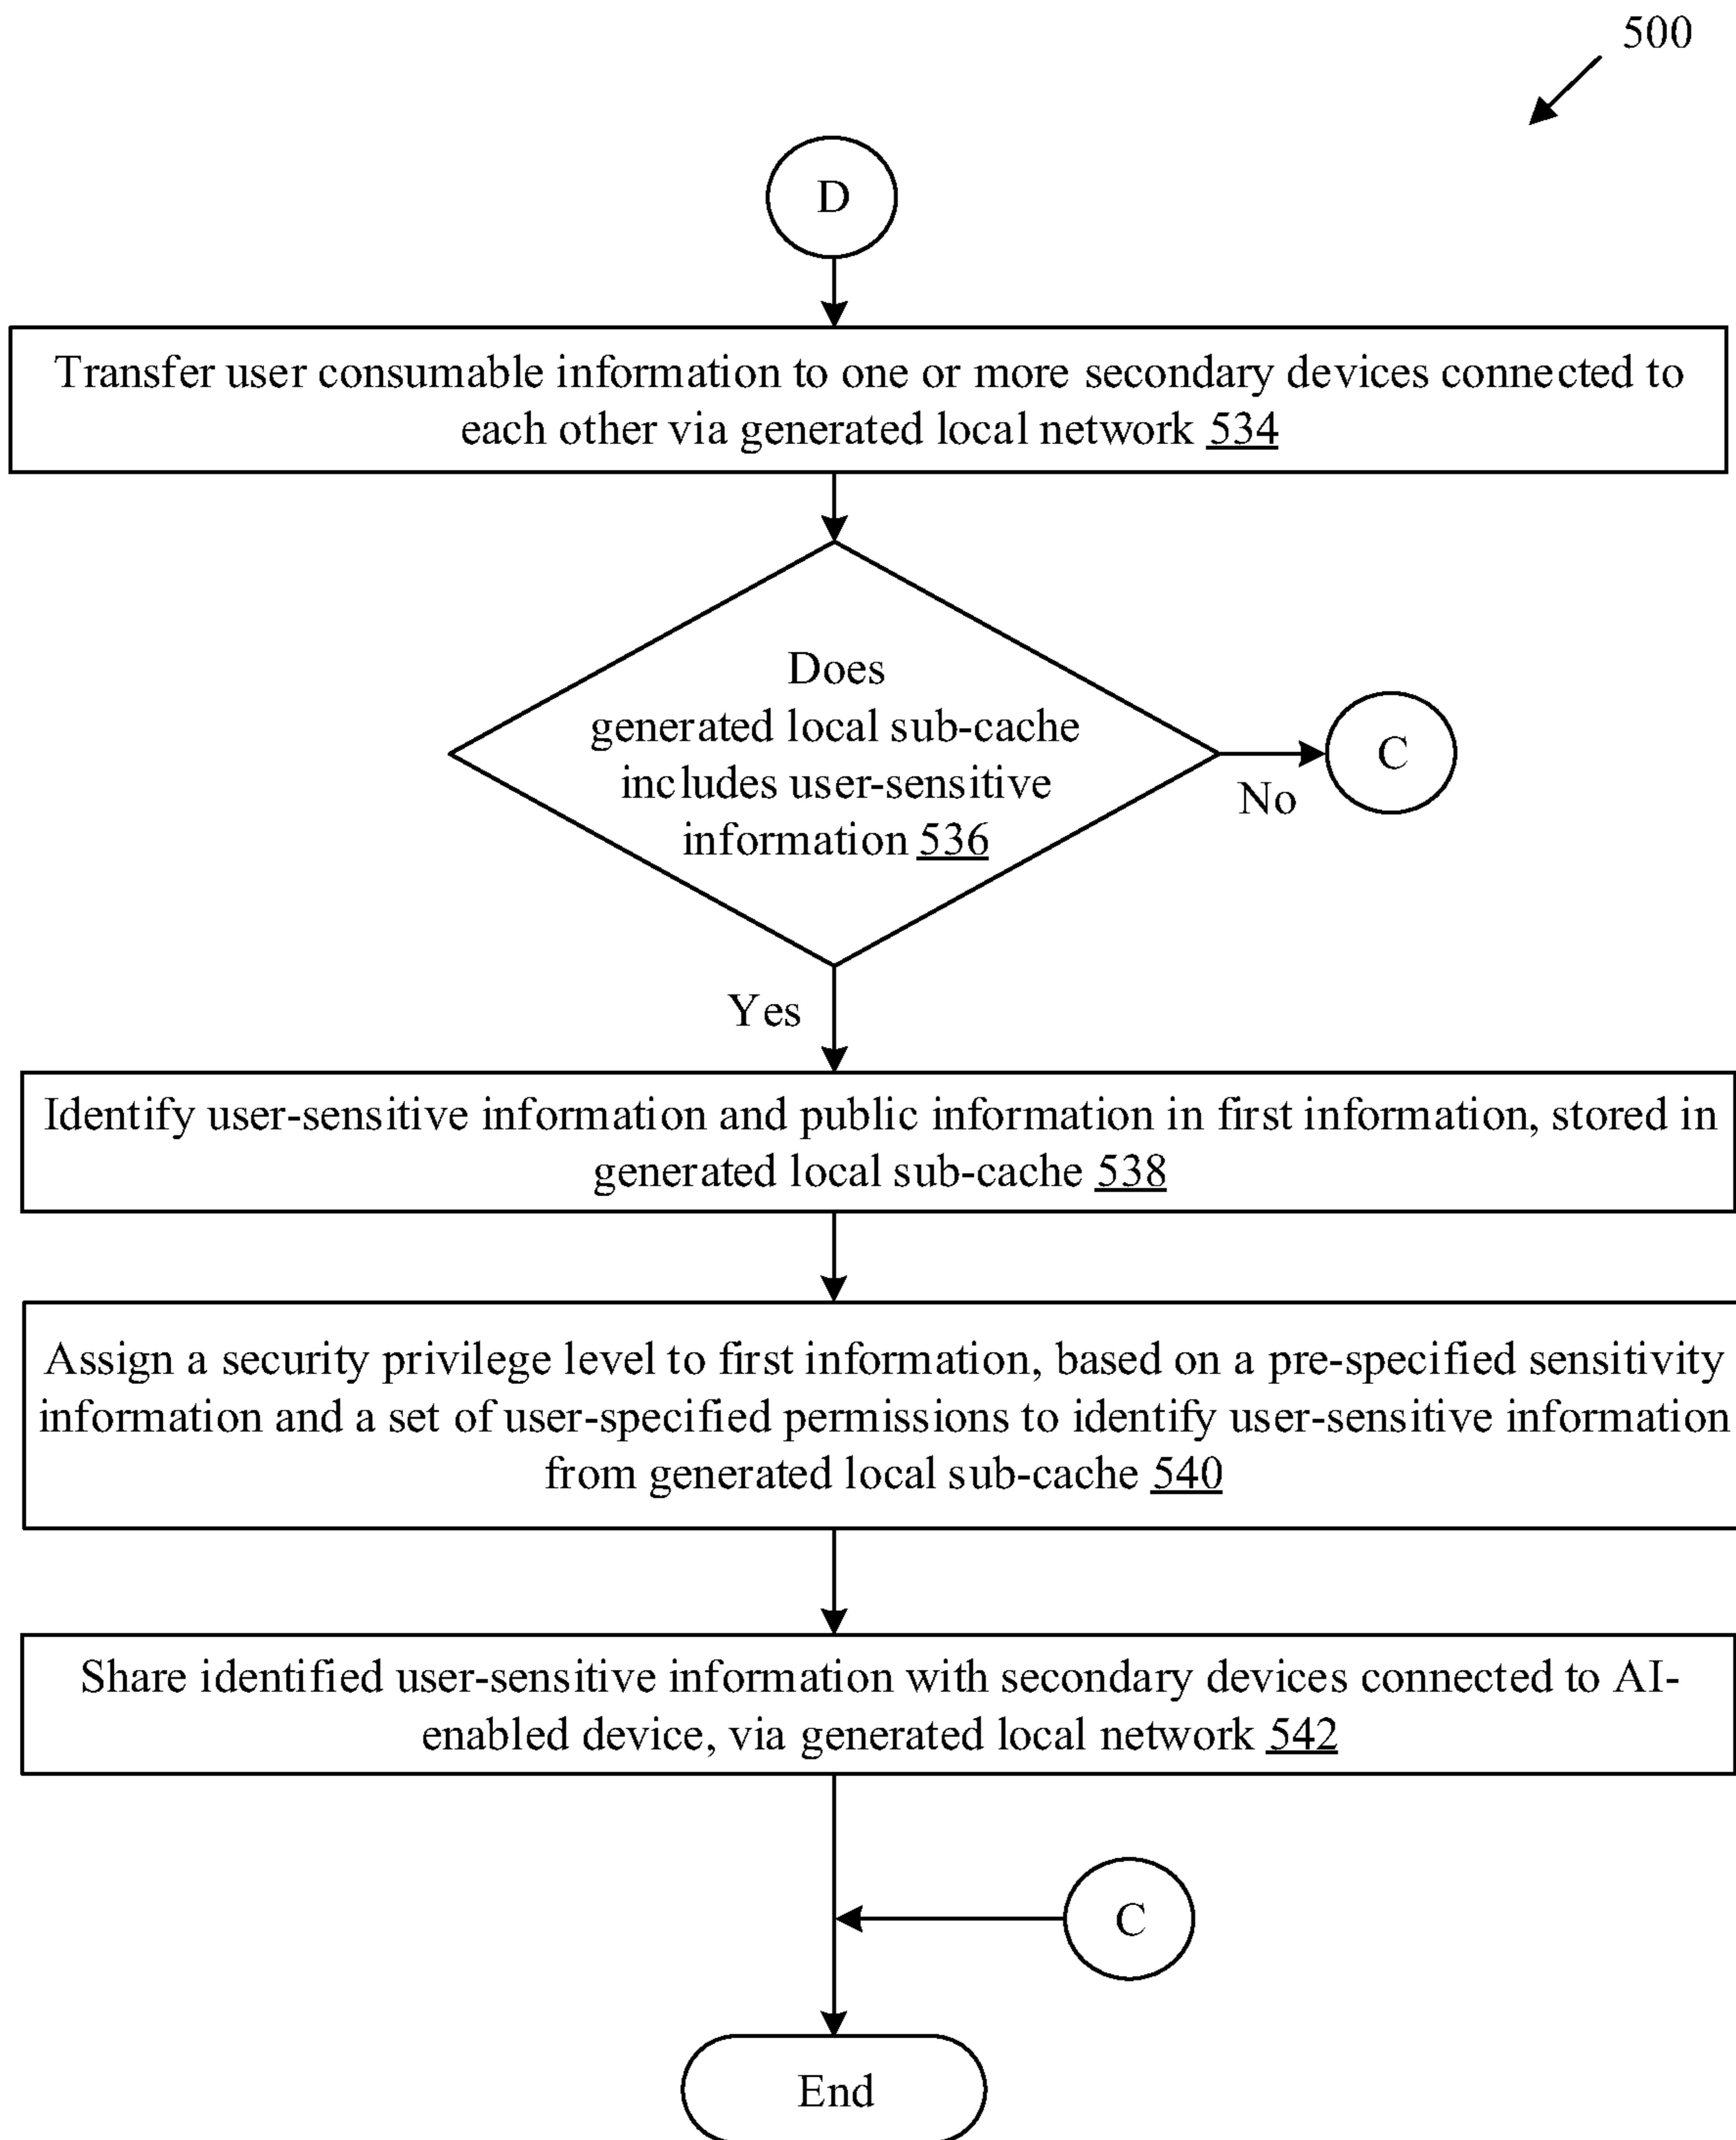 500
D
Transfer user consumable information to one or more secondary devices connected to
each other via generated local network 534
Does
generated local sub-cache
includes user-sensitive
information 536
C
No
Yes
Identify user-sensitive information and public information in first information, stored in
generated local sub-cache 538
Assign a security privilege level to first information, based on a pre-specified sensitivity
information and a set of user-specified permissions to identify user-sensitive information
from generated local sub-cache 540
Share identified user-sensitive information with secondary devices connected to AI-
enabled device, via generated local network 542
C
End